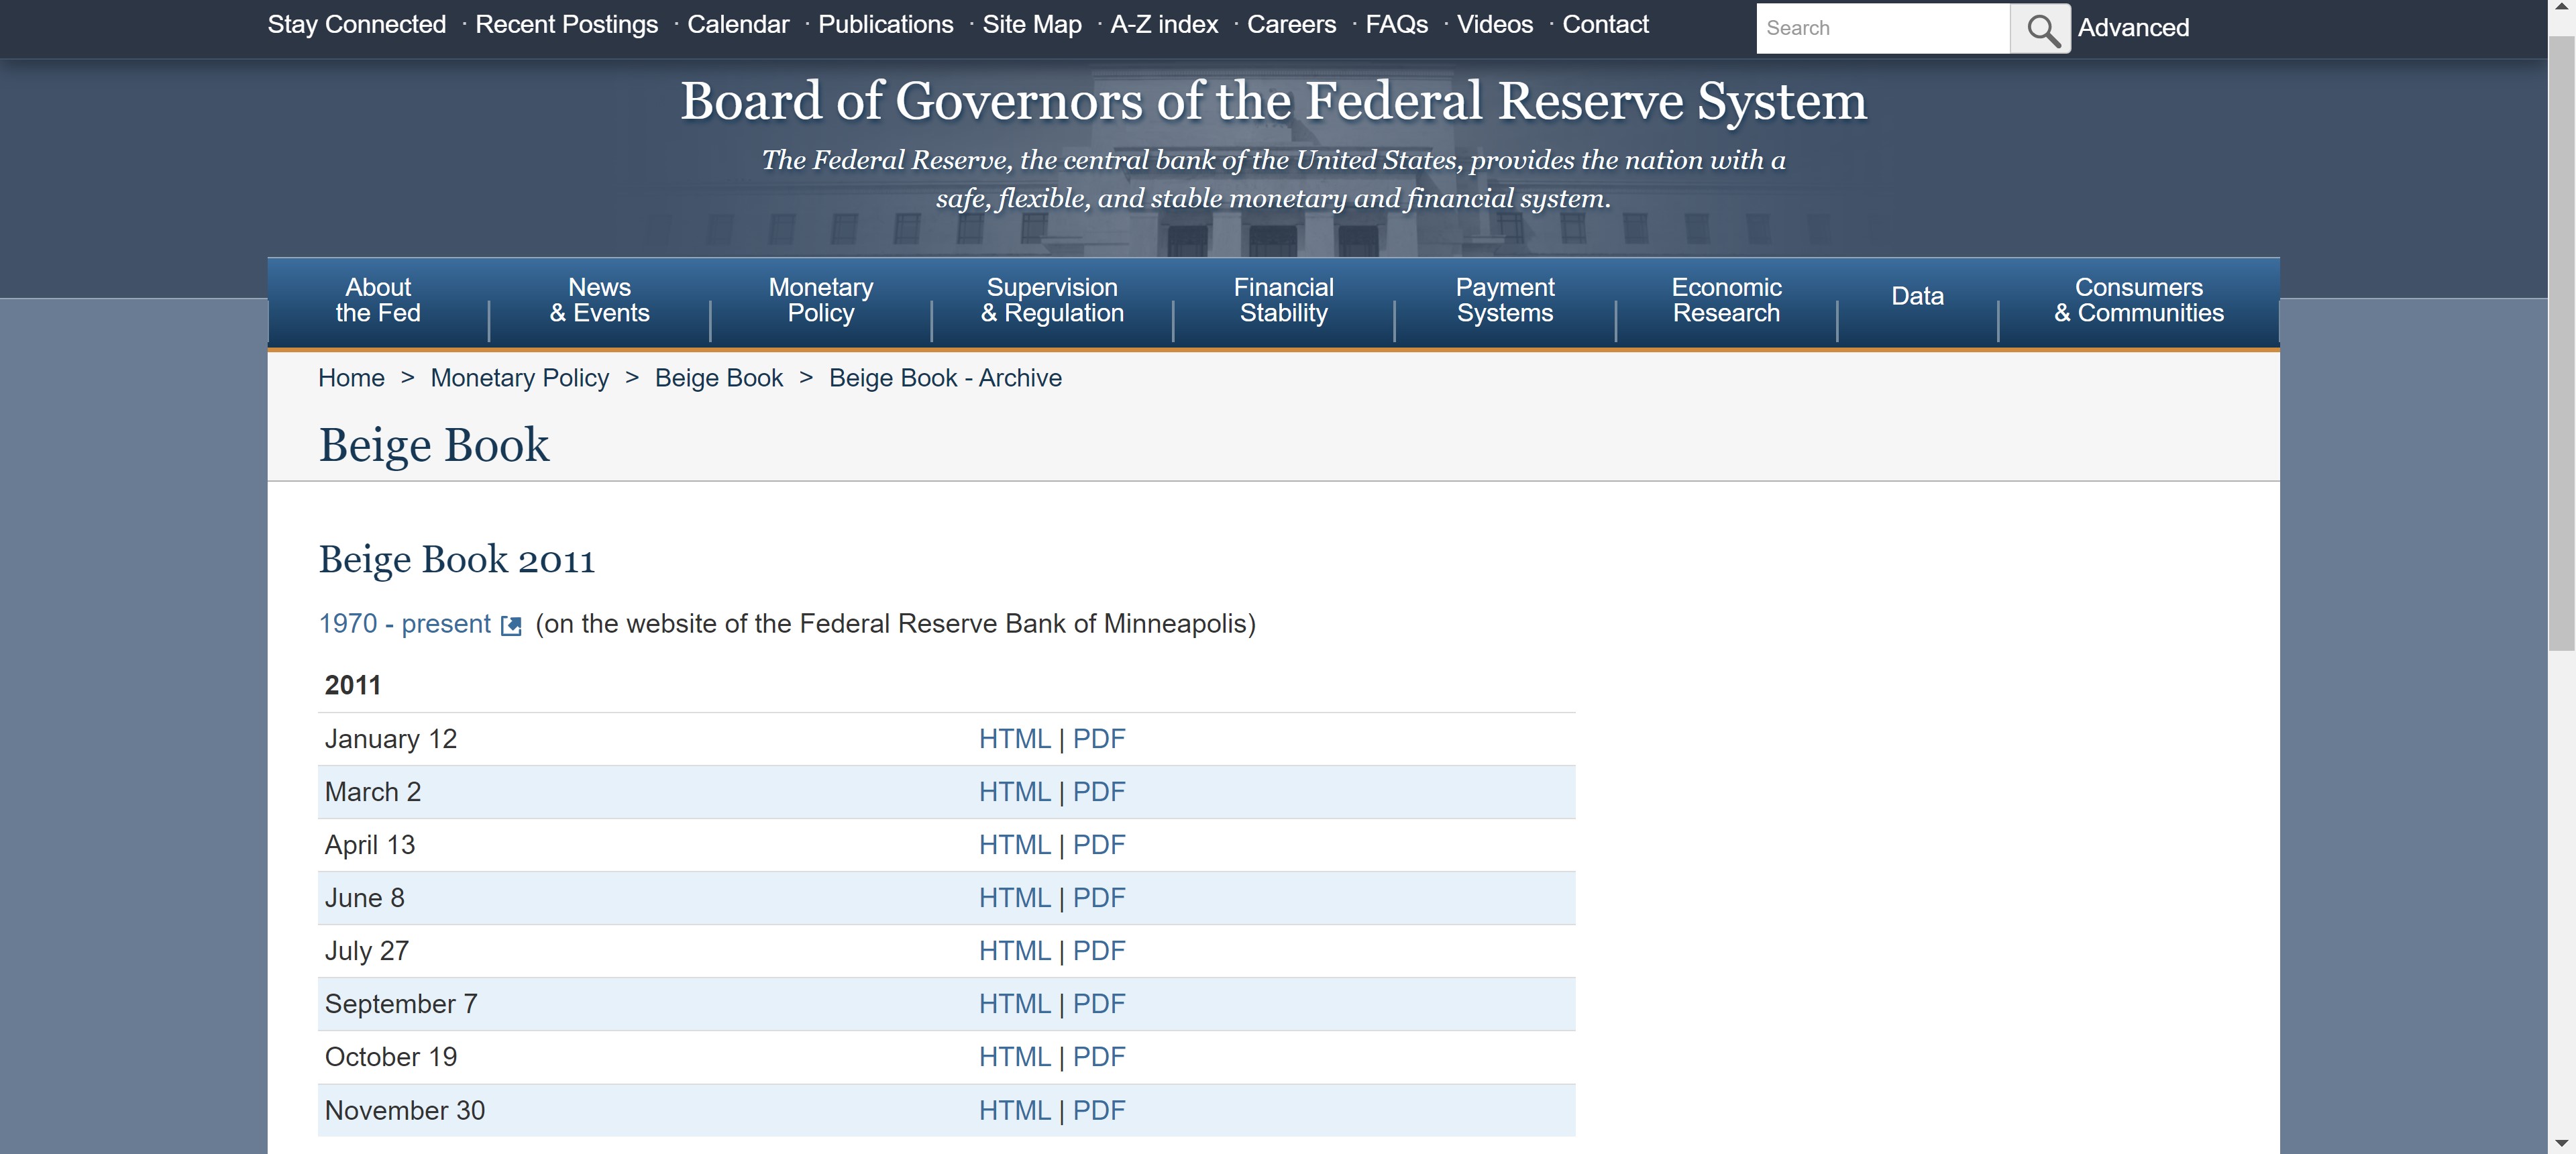 Stay Connected · Recent Postings · Calendar · Publications · Site Map · A-Z index · Careers · FAQs · Videos · Contact Search Advanced
Board of Governors of the Federal Reserve System
The Federal Reserve, the central bank of the United States, provides the nation with a
safe, flexible, and stable monetary and financial system.
About
the Fed
News
& Events
Monetary
Policy
Supervision
& Regulation
Financial
Stability
Payment
Systems
Economic
Research
Data
Consumers
& Communities
Home > Monetary Policy > Beige Book > Beige Book - Archive
Beige Book
Beige Book 2011
1970 - present (on the website of the Federal Reserve Bank of Minneapolis)
2011
January 12 HTML | PDF
March 2 HTML | PDF
April 13 HTML | PDF
June 8 HTML | PDF
July 27 HTML | PDF
September 7 HTML | PDF
October 19 HTML | PDF
November 30 HTML | PDF